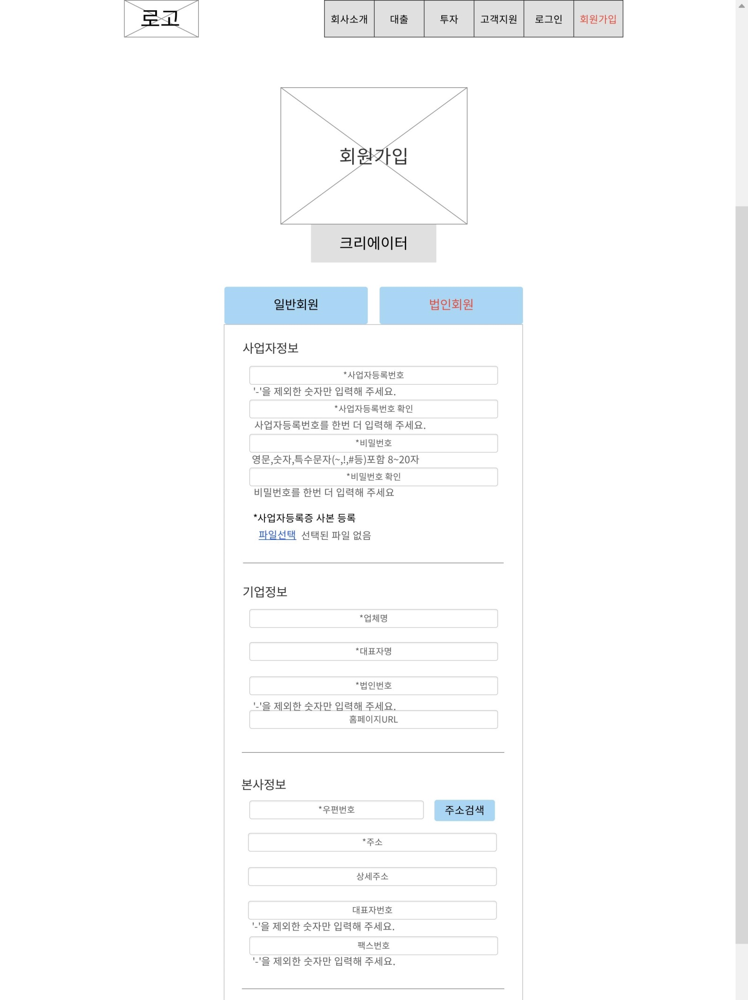 로고
회사소개 대출 투자 고객지원 로그인 회원가입
회원가입
크리에이터
일반회원 법인회원
사업자정보
*사업자등록번호
'-'을 제외한 숫자만 입력해 주세요.
*사업자등록번호 확인
사업자등록번호를 한번 더 입력해 주세요.
*비밀번호
영문,숫자,특수문자(~,!,#등)포함 8~20자
*비밀번호 확인
비밀번호를 한번 더 입력해 주세요
*사업자등록증 사본 등록
파일선택 선택된 파일 없음
기업정보
*업체명
*대표자명
*법인번호
'-'을 제외한 숫자만 입력해 주세요.
홈페이지URL
본사정보
*우편번호 주소검색
*주소
상세주소
대표자번호
'-'을 제외한 숫자만 입력해 주세요.
팩스번호
'-'을 제외한 숫자만 입력해 주세요.